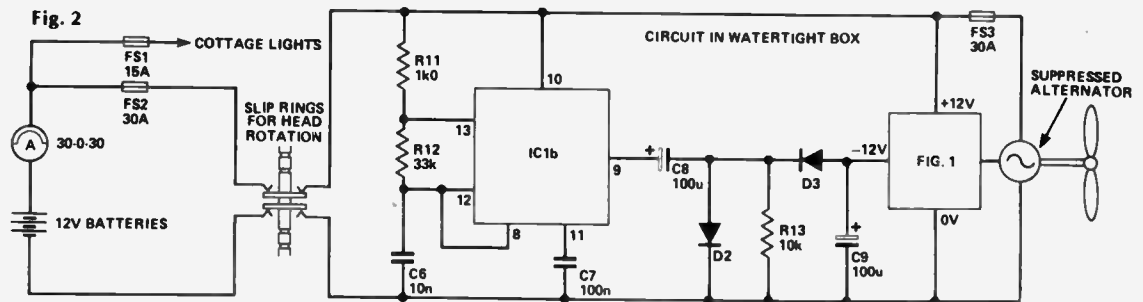 Fig. 2
FS1
15A
COTTAGE LIGHTS
FS2
30A
A
30-0-30
12V BATTERIES
SLIP RINGS
FOR HEAD
ROTATION
R11
1k0
R12
33k
C6
10n
10
13
12
8
11
9
IC1b
C7
100n
+
C8
100u
D2
R13
10k
D3
+
C9
100u
CIRCUIT IN WATERTIGHT BOX
-12V
+12V
FIG. 1
0V
FS3
30A
SUPPRESSED
ALTERNATOR